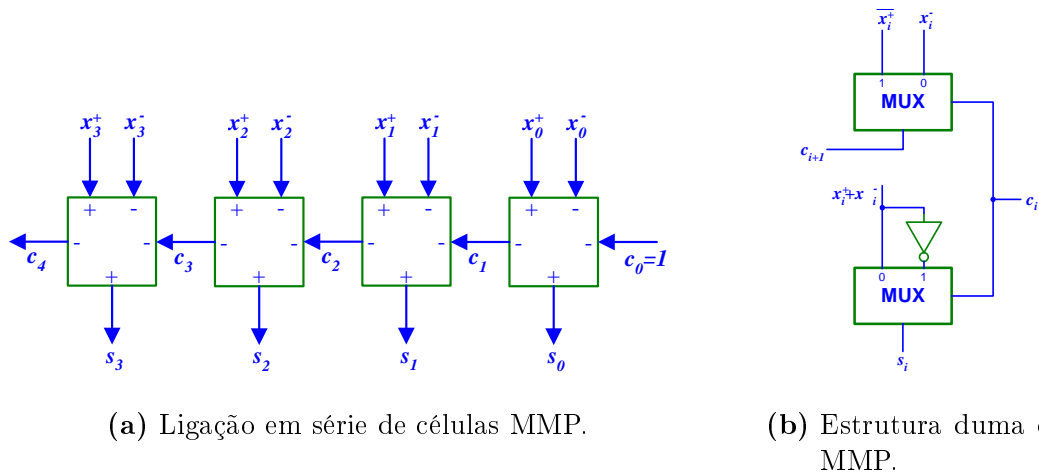 x₃⁺ x₃⁻ x₂⁺ x₂⁻ x₁⁺ x₁⁻ x₀⁺ x₀⁻
+ - + - + - + -
- - - - - - - -
c₄ c₃ c₂ c₁ c₀=1
+ + + +
s₃ s₂ s₁ s₀
(a) Ligação em série de células MMP.
x̅ᵢ⁺ xᵢ⁻
1 0
MUX
cᵢ₊₁
xᵢ⁺+xᵢ⁻
cᵢ
0 1
MUX
sᵢ
(b) Estrutura duma
MMP.